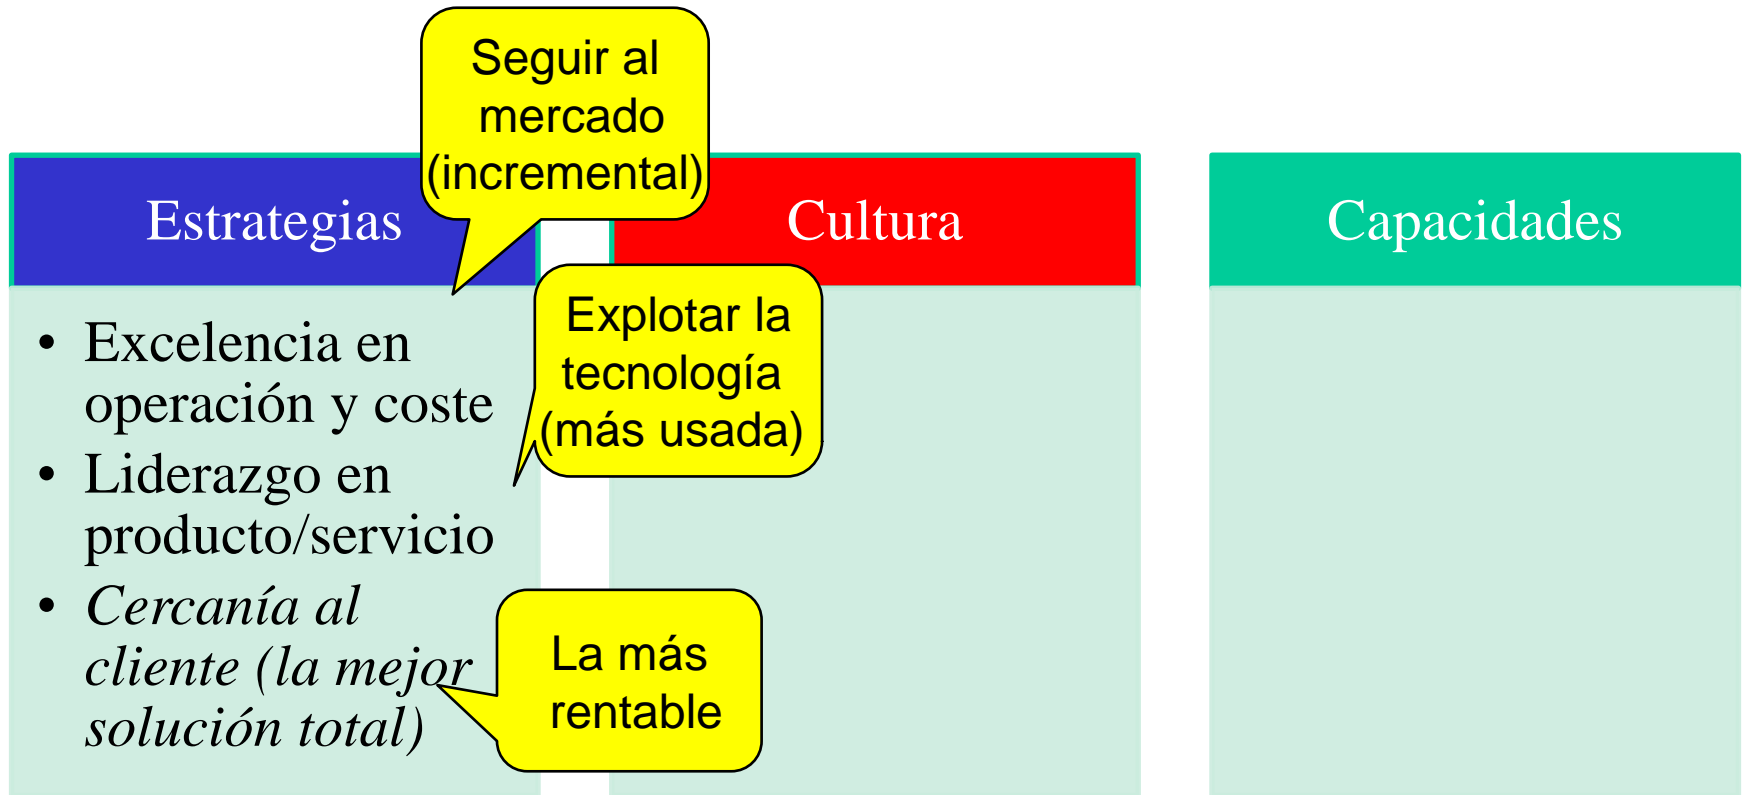 Seguir al
mercado
(incremental)
Estrategias
Cultura
Capacidades
• Excelencia en
operación y coste
• Liderazgo en
producto/servicio
• Cercanía al
cliente (la mejor
solución total)
Explotar la
tecnología
(más usada)
La más
rentable